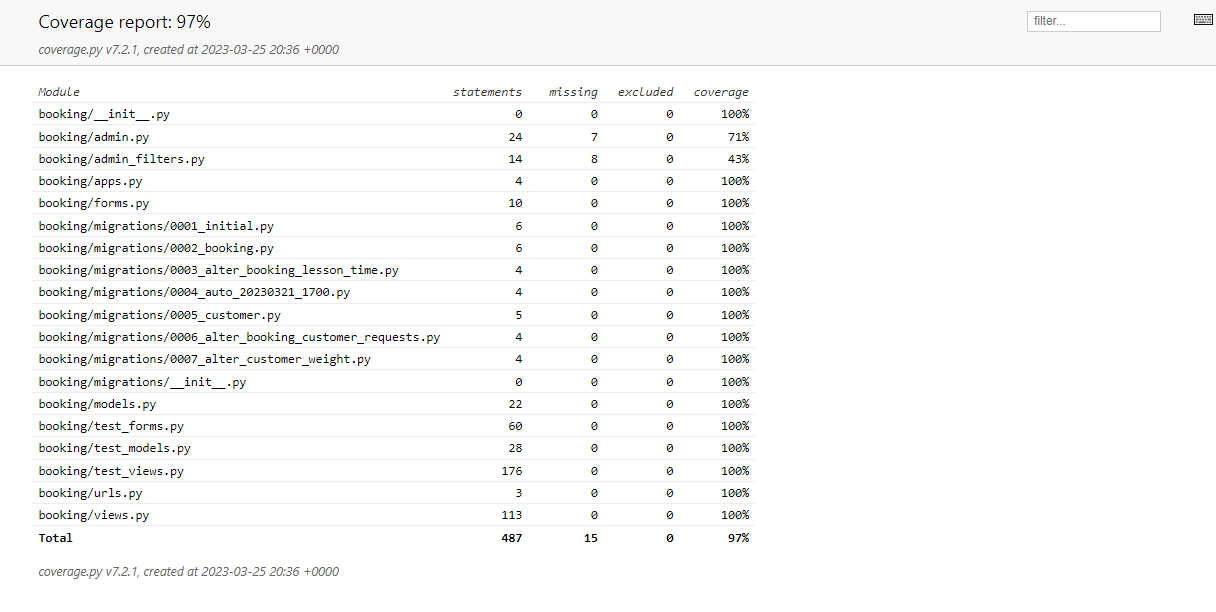 Coverage report: 97%
filter...
coverage.py v7.2.1, created at 2023-03-25 20:36 +0000
Module statements missing excluded coverage
booking/__init__.py 0 0 0 100%
booking/admin.py 24 7 0 71%
booking/admin_filters.py 14 8 0 43%
booking/apps.py 4 0 0 100%
booking/forms.py 10 0 0 100%
booking/migrations/0001_initial.py 6 0 0 100%
booking/migrations/0002_booking.py 6 0 0 100%
booking/migrations/0003_alter_booking_lesson_time.py 4 0 0 100%
booking/migrations/0004_auto_20230321_1700.py 4 0 0 100%
booking/migrations/0005_customer.py 5 0 0 100%
booking/migrations/0006_alter_booking_customer_requests.py 4 0 0 100%
booking/migrations/0007_alter_customer_weight.py 4 0 0 100%
booking/migrations/__init__.py 0 0 0 100%
booking/models.py 22 0 0 100%
booking/test_forms.py 60 0 0 100%
booking/test_models.py 28 0 0 100%
booking/test_views.py 176 0 0 100%
booking/urls.py 3 0 0 100%
booking/views.py 113 0 0 100%
Total 487 15 0 97%
coverage.py v7.2.1, created at 2023-03-25 20:36 +0000